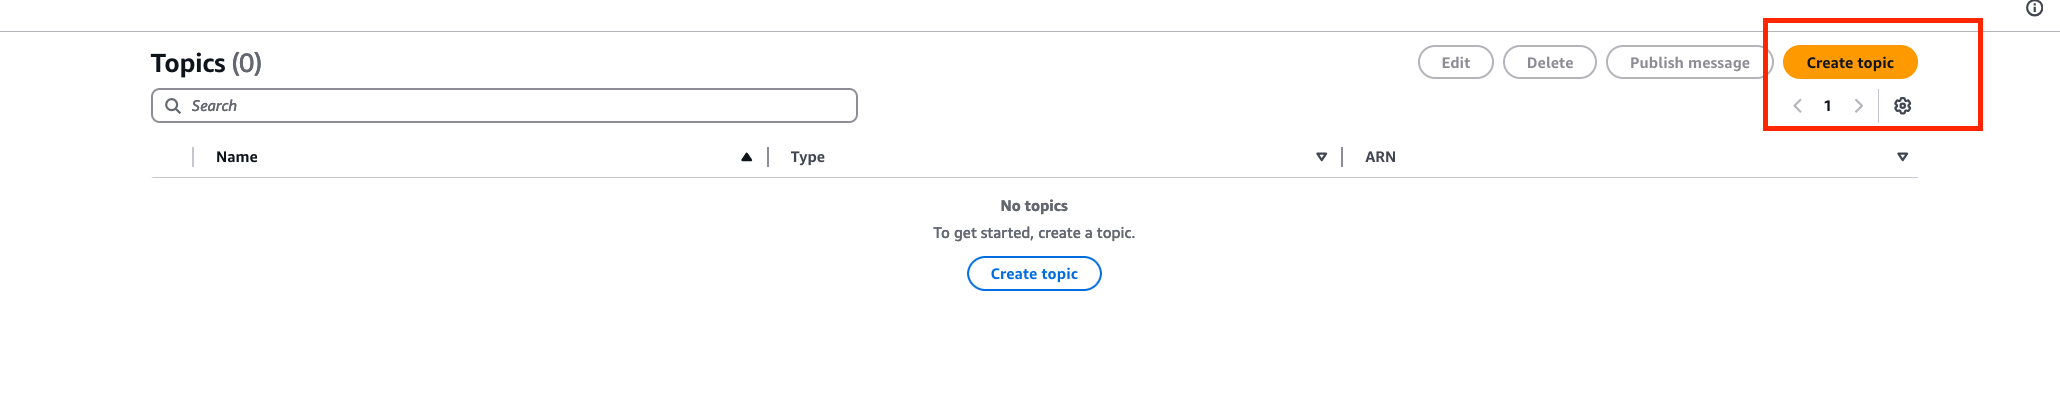 Topics (0)
Edit
Delete
Publish message
Create topic
Search
1
Name
Type
ARN
No topics
To get started, create a topic.
Create topic